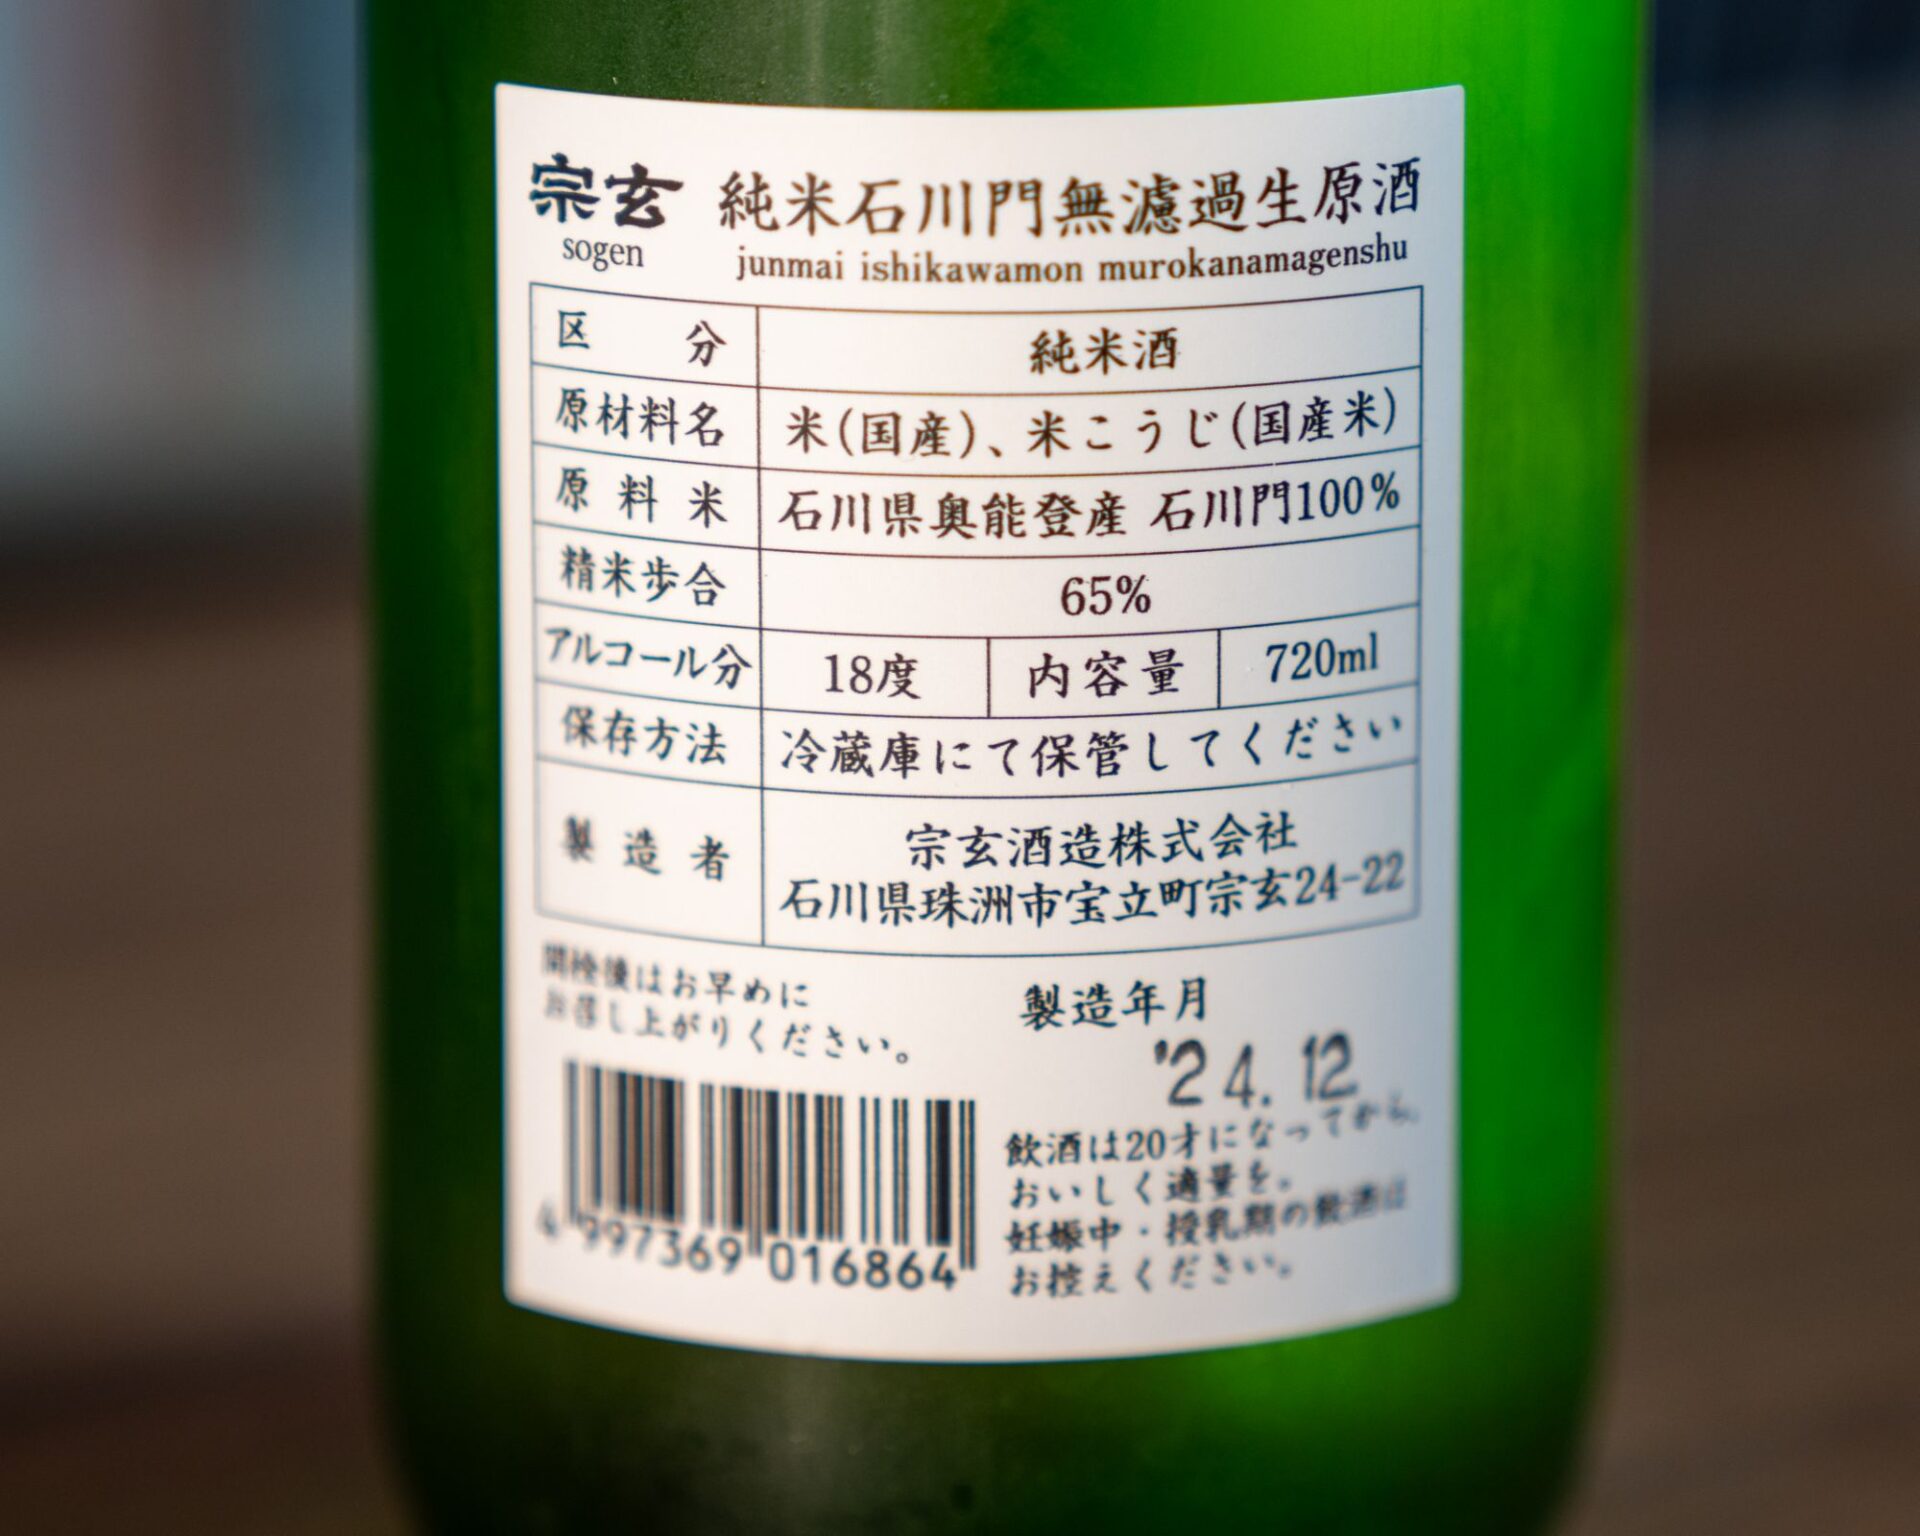 宗玄 純米石川門無濾過生原酒
sogen junmai ishikawamon murokanamagenshu
区分 純米酒
原材料名 米(国産)、米こうじ(国産米)
原料米 石川県奥能登産 石川門100%
精米歩合 65%
アルコール分 18度 内容量 720ml
保存方法 冷蔵庫にて保管してください
製造者 宗玄酒造株式会社
石川県珠洲市宝立町宗玄24-22
開栓後はお早めに
お召し上がりください。
製造年月
'24.12
飲酒は20才になってから、
おいしく適量を。
妊娠中・授乳期の飲酒は
お控えください。
4 997369 016864